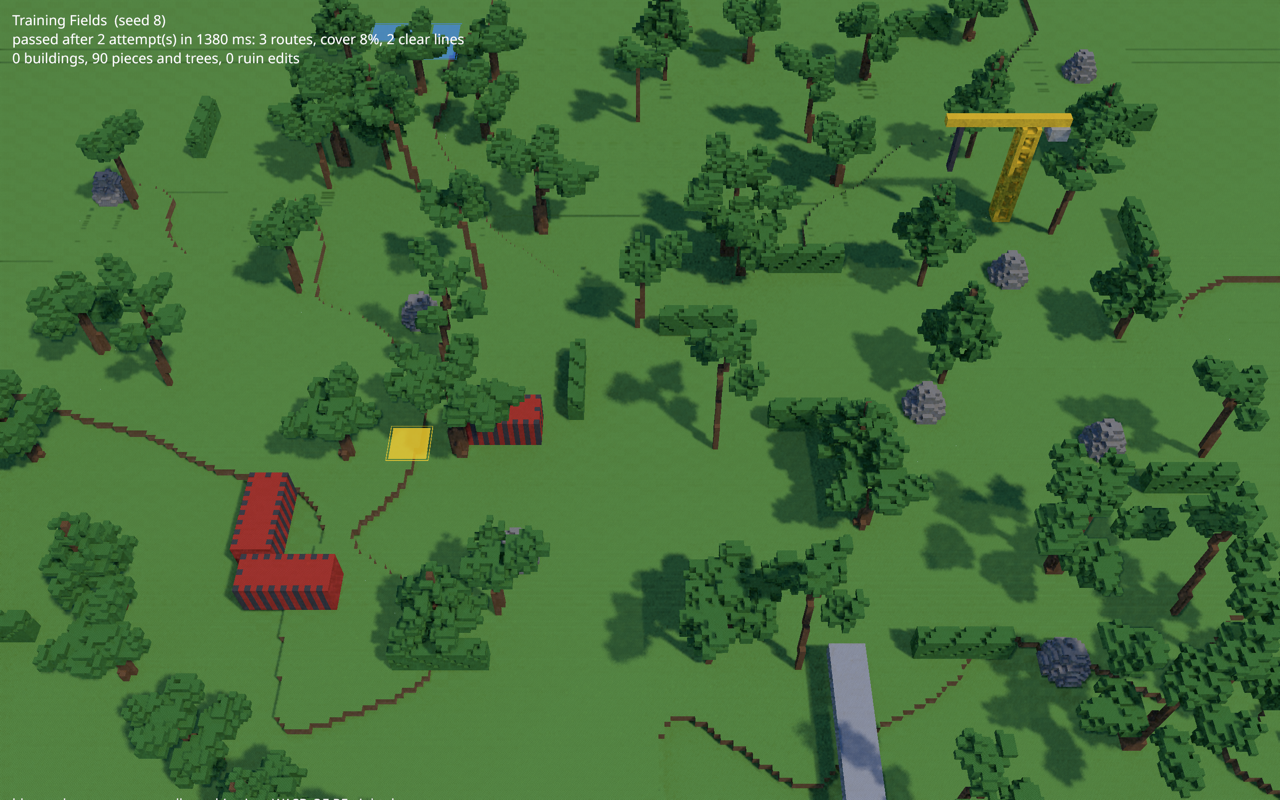 Training Fields  (seed 8)
passed after 2 attempt(s) in 1380 ms: 3 routes, cover 8%, 2 clear lines
0 buildings, 90 pieces and trees, 0 ruin edits